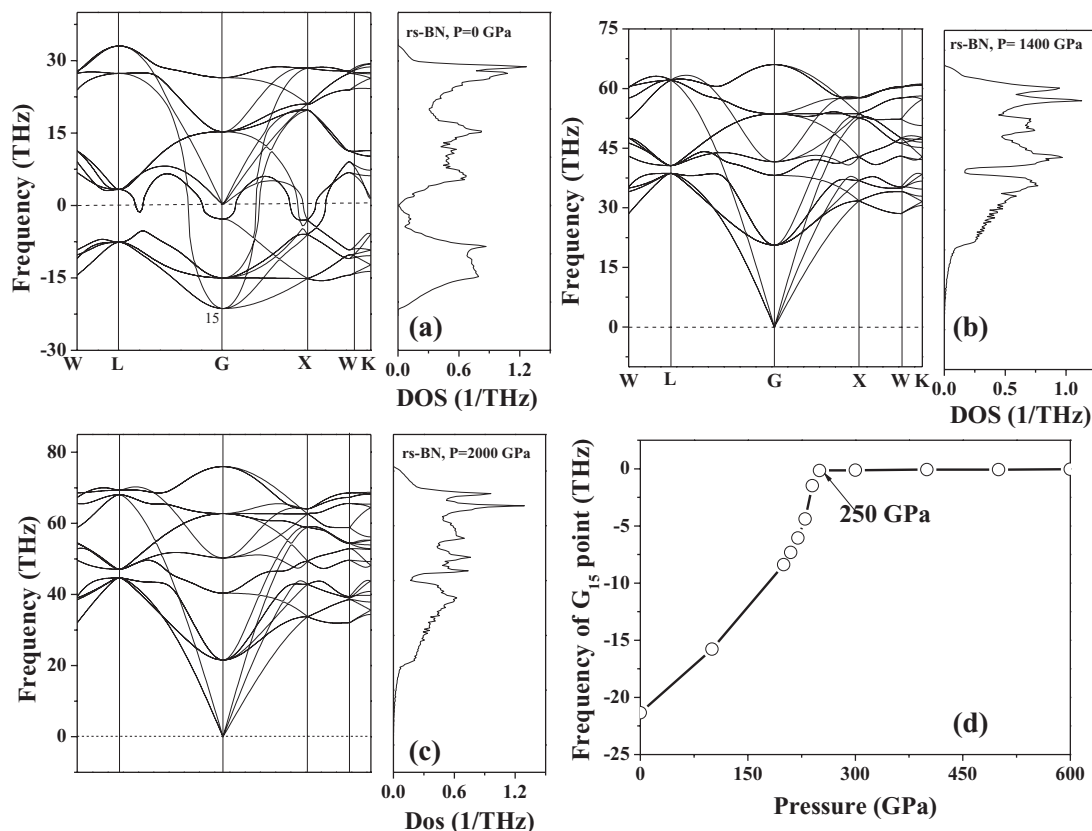 rs-BN, P=0 GPa
30
15
0
-15
-30
Frequency (THz)
15
W L G X W K
(a)
0.0 0.6 1.2
DOS (1/THz)
rs-BN, P= 1400 GPa
75
60
45
30
15
0
Frequency (THz)
W L G X W K
(b)
0.0 0.5 1.0
DOS (1/THz)
rs-BN, P=2000 GPa
80
60
40
20
0
Frequency (THz)
(c)
0.0 0.6 1.2
Dos (1/THz)
0
-5
-10
-15
-20
-25
Frequency of G15 point (THz)
250 GPa
(d)
0 150 300 450 600
Pressure (GPa)